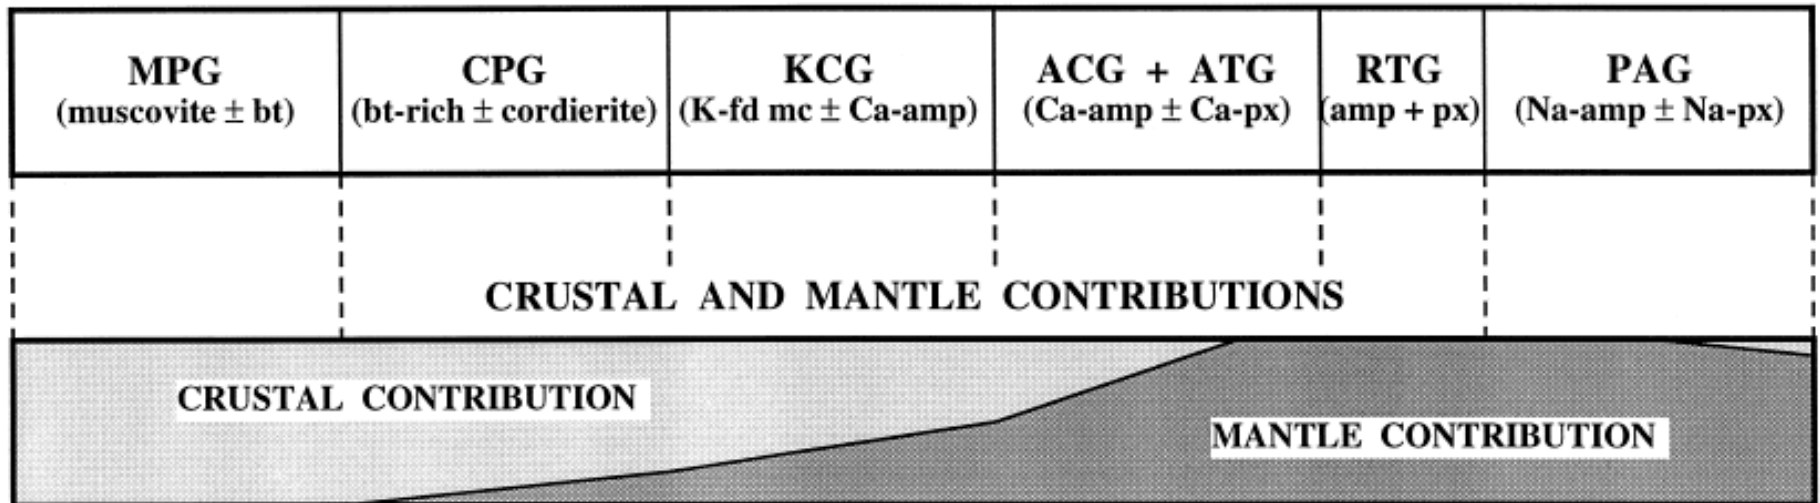 MPG CPG KCG ACG + ATG RTG PAG
(muscovite ± bt) (bt-rich ± cordierite) (K-fd mc ± Ca-amp) (Ca-amp ± Ca-px) (amp + px) (Na-amp ± Na-px)
CRUSTAL AND MANTLE CONTRIBUTIONS
CRUSTAL CONTRIBUTION
MANTLE CONTRIBUTION